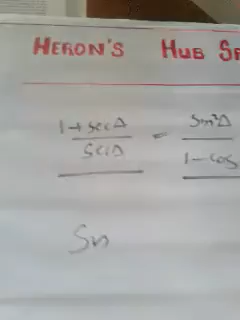 HERON'S HUB
1+secA / secA = sin²A / 1-cos
Sn